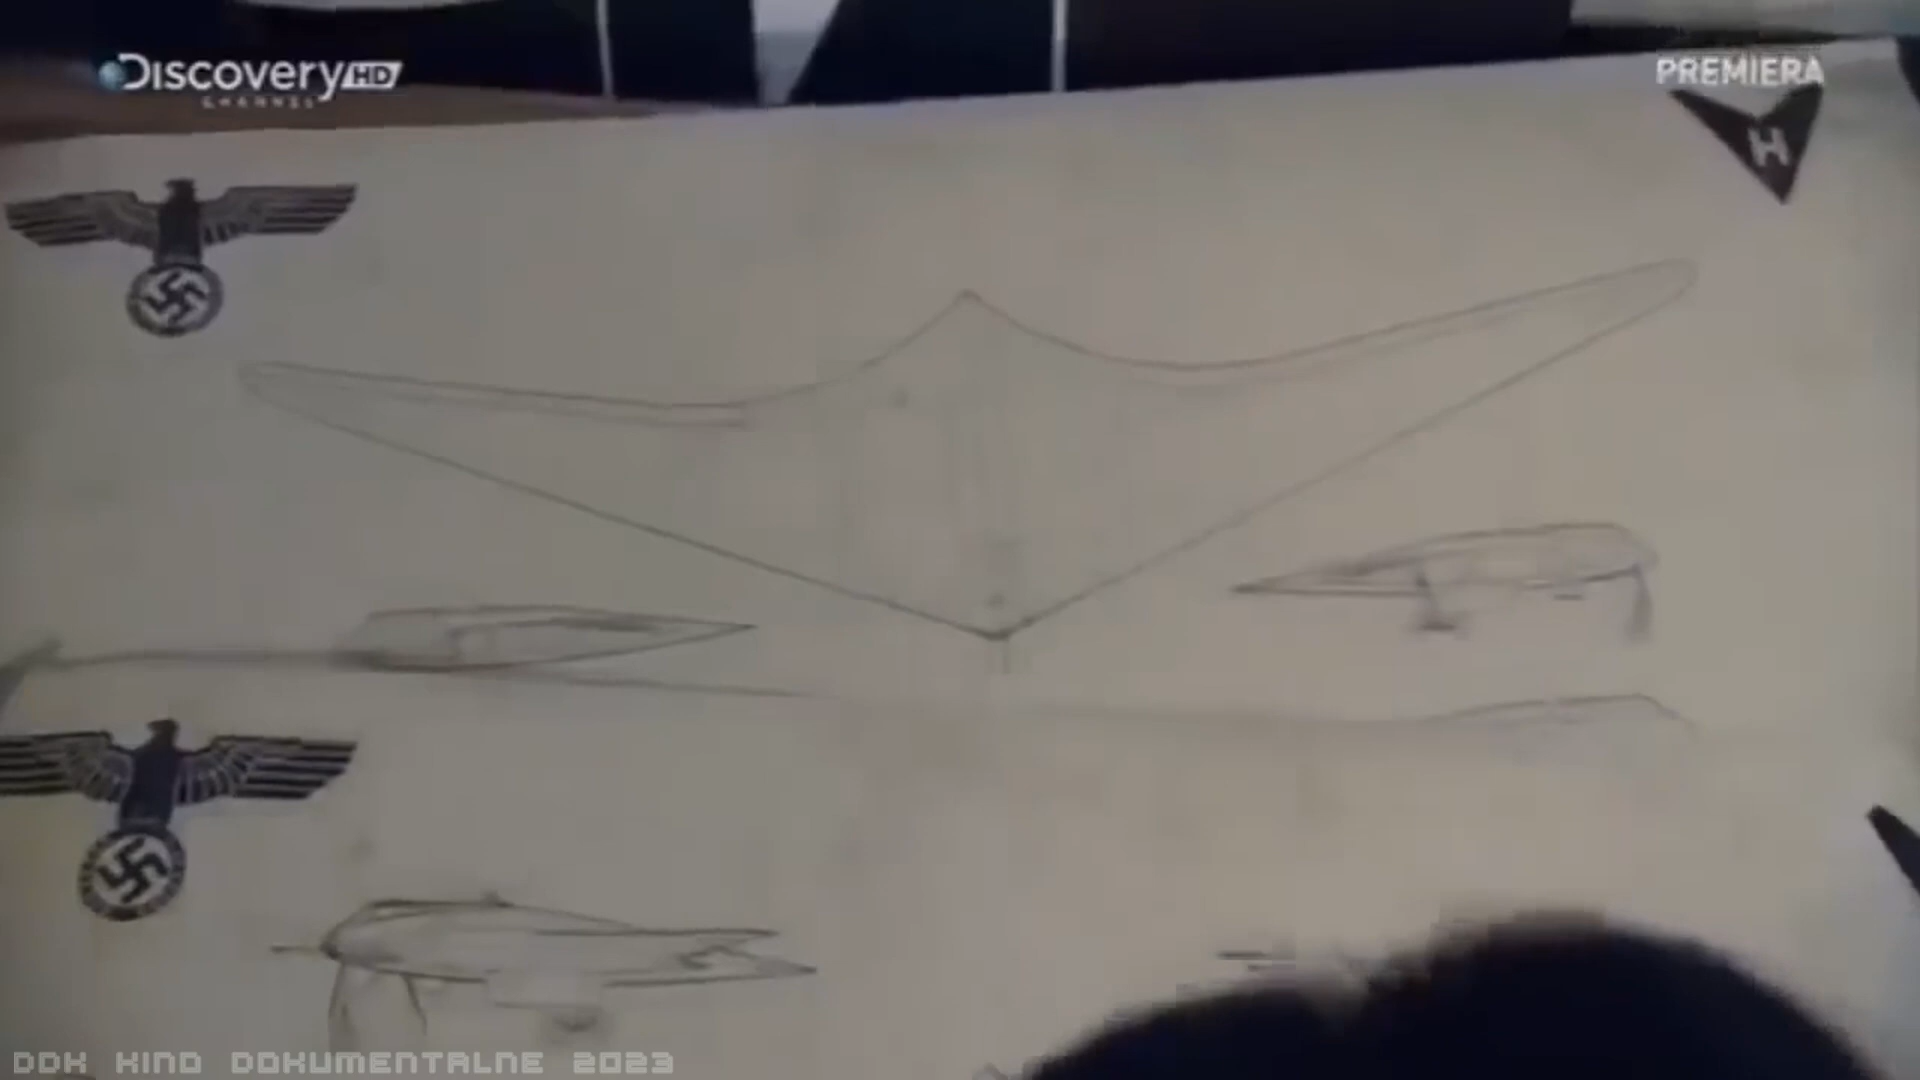 Discovery HD
CHANNEL
PREMIERA
H
DDK KINO DOKUMENTALNE 2023